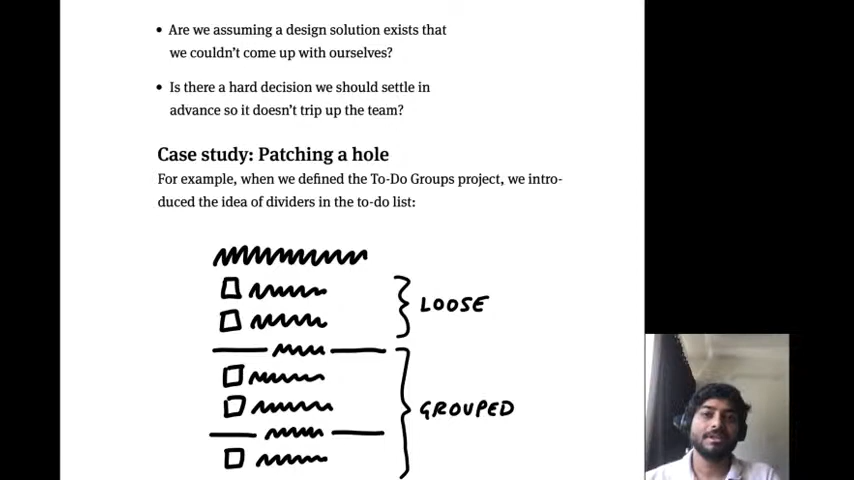 • Are we assuming a design solution exists that
we couldn’t come up with ourselves?
• Is there a hard decision we should settle in
advance so it doesn’t trip up the team?
Case study: Patching a hole
For example, when we defined the To-Do Groups project, we intro-
duced the idea of dividers in the to-do list:
LOOSE
GROUPED